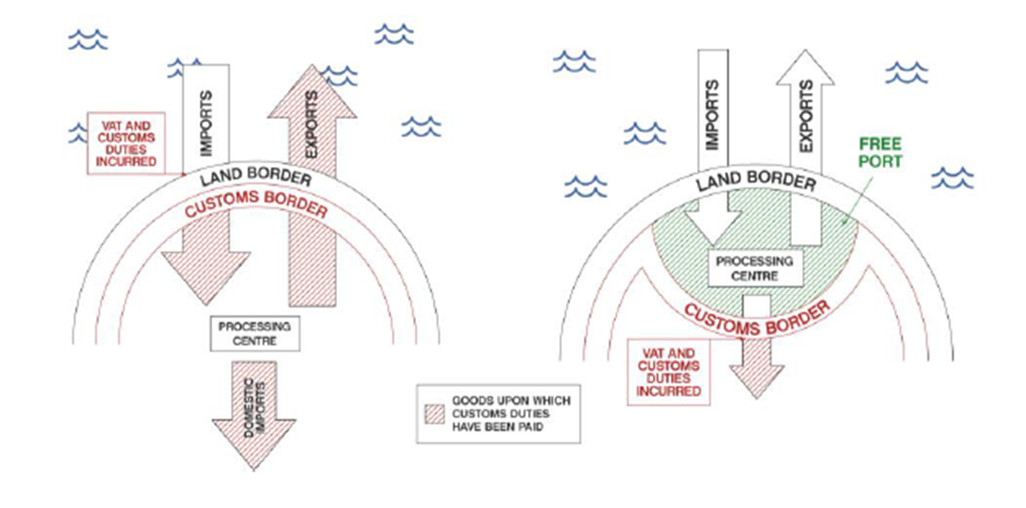 VAT AND
CUSTOMS
DUTIES
INCURRED
IMPORTS
EXPORTS
LAND BORDER
CUSTOMS BORDER
PROCESSING
CENTRE
DOMESTIC
IMPORTS
GOODS UPON WHICH
CUSTOMS DUTIES
HAVE BEEN PAID
IMPORTS
EXPORTS
FREE
PORT
LAND BORDER
PROCESSING
CENTRE
CUSTOMS BORDER
VAT AND
CUSTOMS
DUTIES
INCURRED